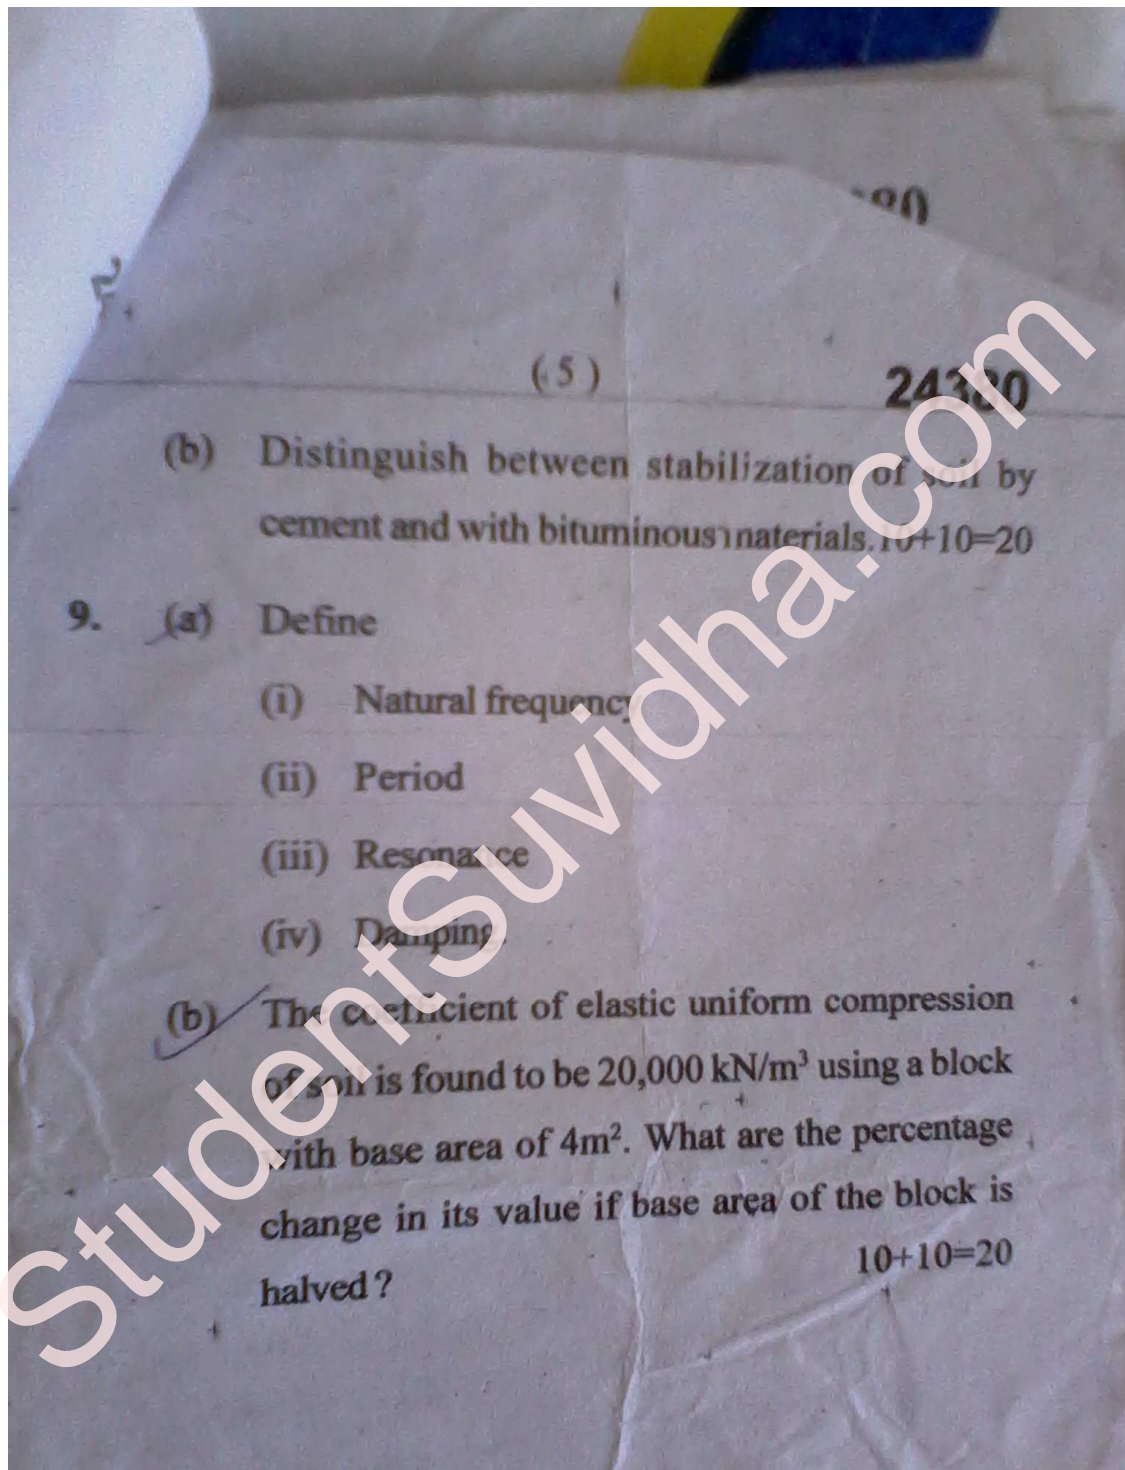 (5)
24380
(b) Distinguish between stabilization of soil by
cement and with bituminous materials. 10+10=20
9. (a) Define
(i) Natural frequency
(ii) Period
(iii) Resonance
(iv) Damping.
(b) The coefficient of elastic uniform compression
of soil is found to be 20,000 kN/m³ using a block
with base area of 4m². What are the percentage
change in its value if base area of the block is
halved ?
10+10=20
StudentSuvidha.com